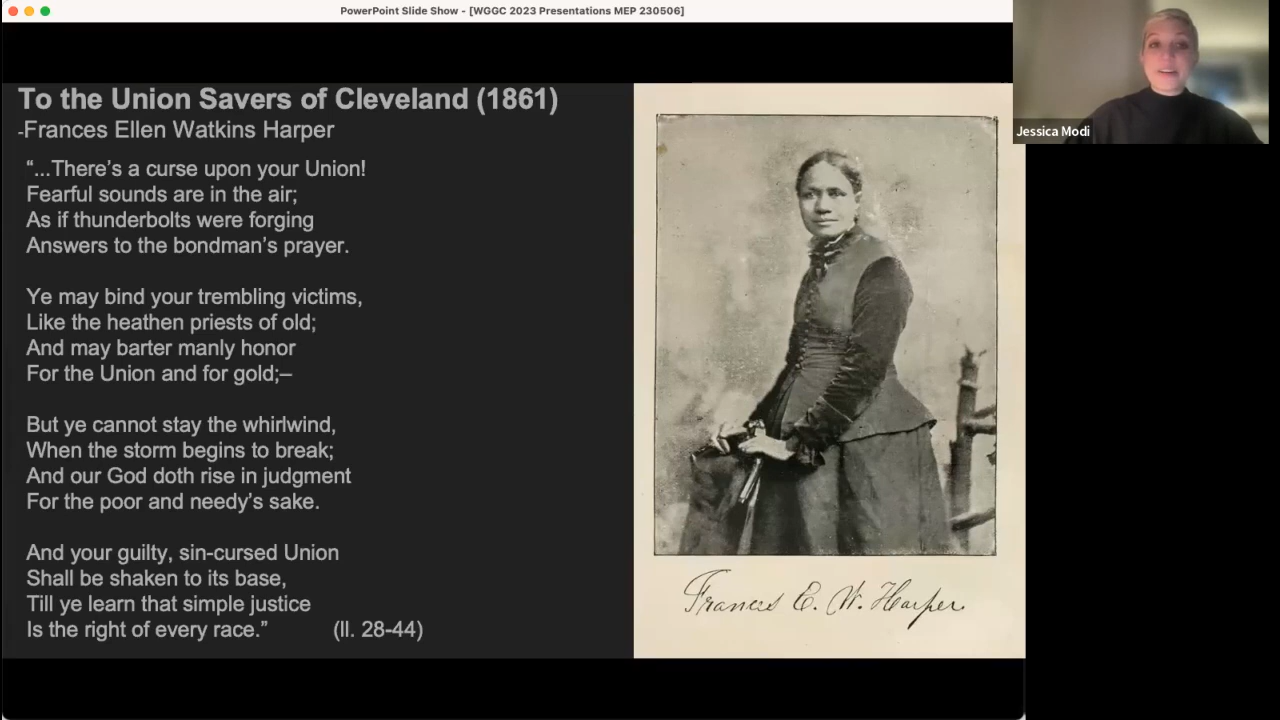 PowerPoint Slide Show - [WGGC 2023 Presentations MEP 230506]
Jessica Modi
To the Union Savers of Cleveland (1861)
-Frances Ellen Watkins Harper
“...There’s a curse upon your Union!
Fearful sounds are in the air;
As if thunderbolts were forging
Answers to the bondman’s prayer.
Ye may bind your trembling victims,
Like the heathen priests of old;
And may barter manly honor
For the Union and for gold;–
But ye cannot stay the whirlwind,
When the storm begins to break;
And our God doth rise in judgment
For the poor and needy’s sake.
And your guilty, sin-cursed Union
Shall be shaken to its base,
Till ye learn that simple justice
Is the right of every race.” (ll. 28-44)
Frances E. W. Harper